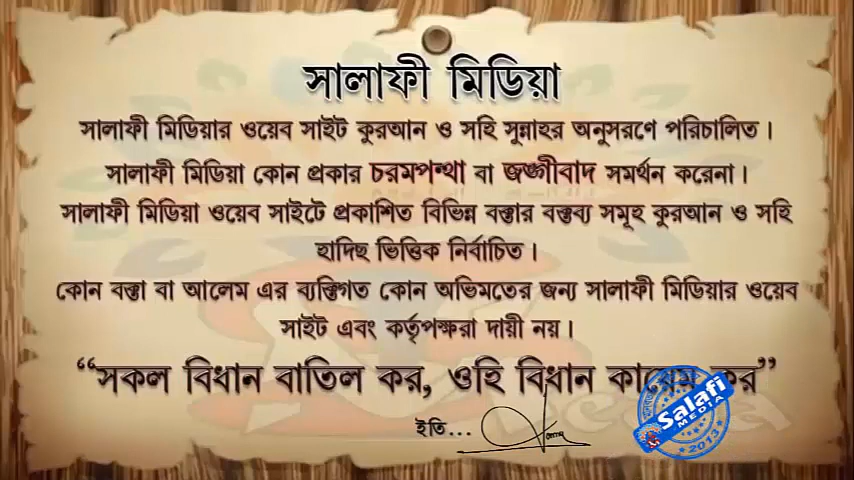 সালাফী মিডিয়া
সালাফী মিডিয়ার ওয়েব সাইট কুরআন ও সহি সুন্নাহর অনুসরণে পরিচালিত।
সালাফী মিডিয়া কোন প্রকার চরমপন্থা বা জঙ্গীবাদ সমর্থন করেনা।
সালাফী মিডিয়া ওয়েব সাইটে প্রকাশিত বিভিন্ন বক্তার বক্তব্য সমূহ কুরআন ও সহি
হাদিছ ভিত্তিক নির্বাচিত।
কোন বক্তা বা আলেম এর ব্যক্তিগত কোন অভিমতের জন্য সালাফী মিডিয়ার ওয়েব
সাইট এবং কর্তৃপক্ষরা দায়ী নয়।
“সকল বিধান বাতিল কর, ওহি বিধান কায়েম কর”
ইতি...
Salafi
MEDIA
2013